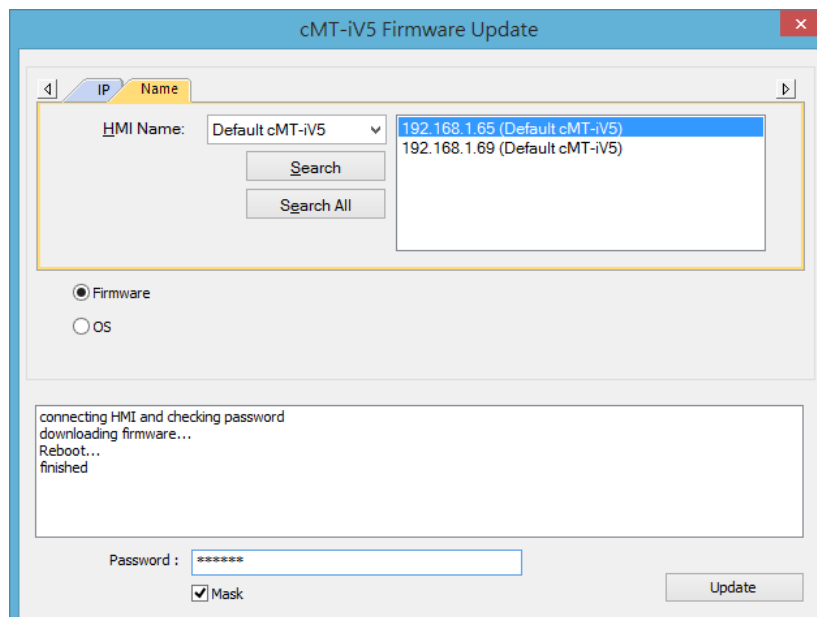 cMT-iV5 Firmware Update
IP Name
HMI Name: Default cMT-iV5
Search
Search All
192.168.1.65 (Default cMT-iV5)
192.168.1.69 (Default cMT-iV5)
Firmware
OS
connecting HMI and checking password
downloading firmware...
Reboot...
finished
Password : ******
Mask
Update